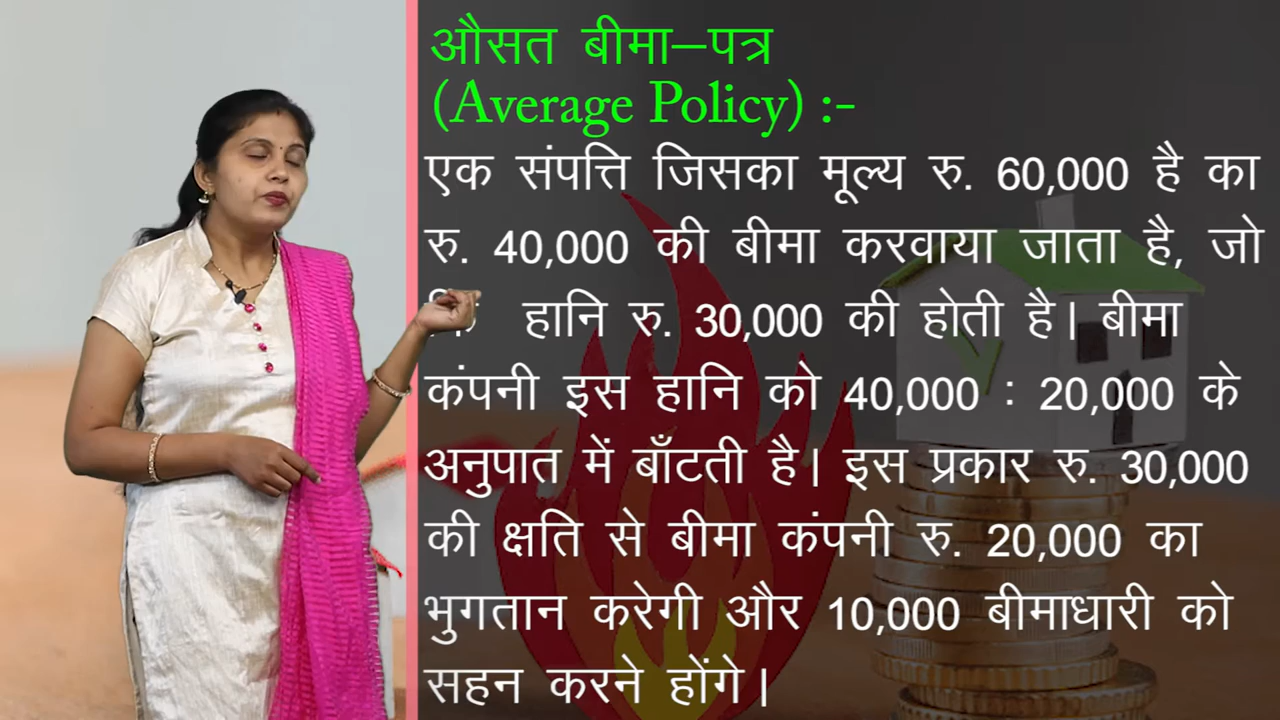 औसत बीमा–पत्र
(Average Policy) :-
एक संपत्ति जिसका मूल्य रु. 60,000 है का
रु. 40,000 की बीमा करवाया जाता है, जो
हानि रु. 30,000 की होती है। बीमा
कंपनी इस हानि को 40,000 : 20,000 के
अनुपात में बाँटती है। इस प्रकार रु. 30,000
की क्षति से बीमा कंपनी रु. 20,000 का
भुगतान करेगी और 10,000 बीमाधारी को
सहन करने होंगे।